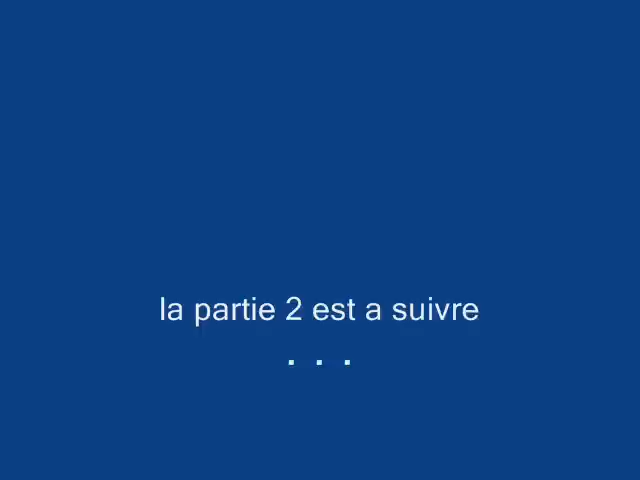 la partie 2 est a suivre
. . .